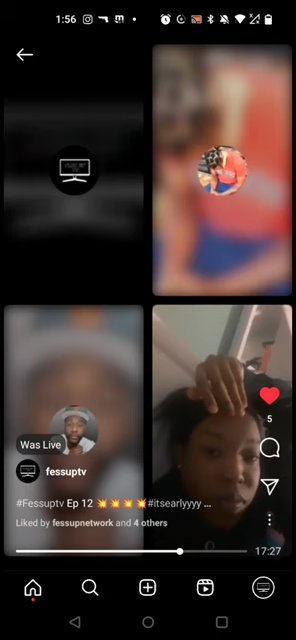 1:56
Was Live
fessuptv
5
#Fessuptv Ep 12 💥💥💥💥#itsearlyyyy ...
Liked by fessupnetwork and 4 others
17:27